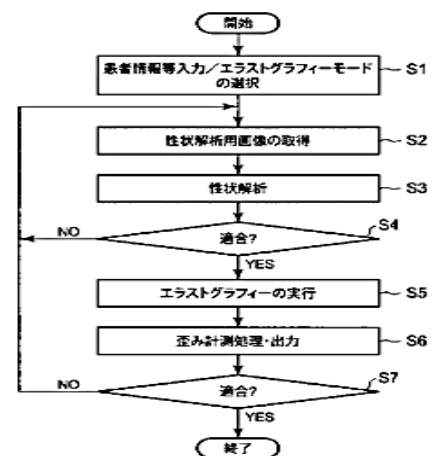 開始
患者情報等入力/エラストグラフィーモード
の選択
S1
性状解析用画像の取得
S2
性状解析
S3
適合?
S4
NO
YES
エラストグラフィーの実行
S5
歪み計測処理・出力
S6
適合?
S7
NO
YES
終了